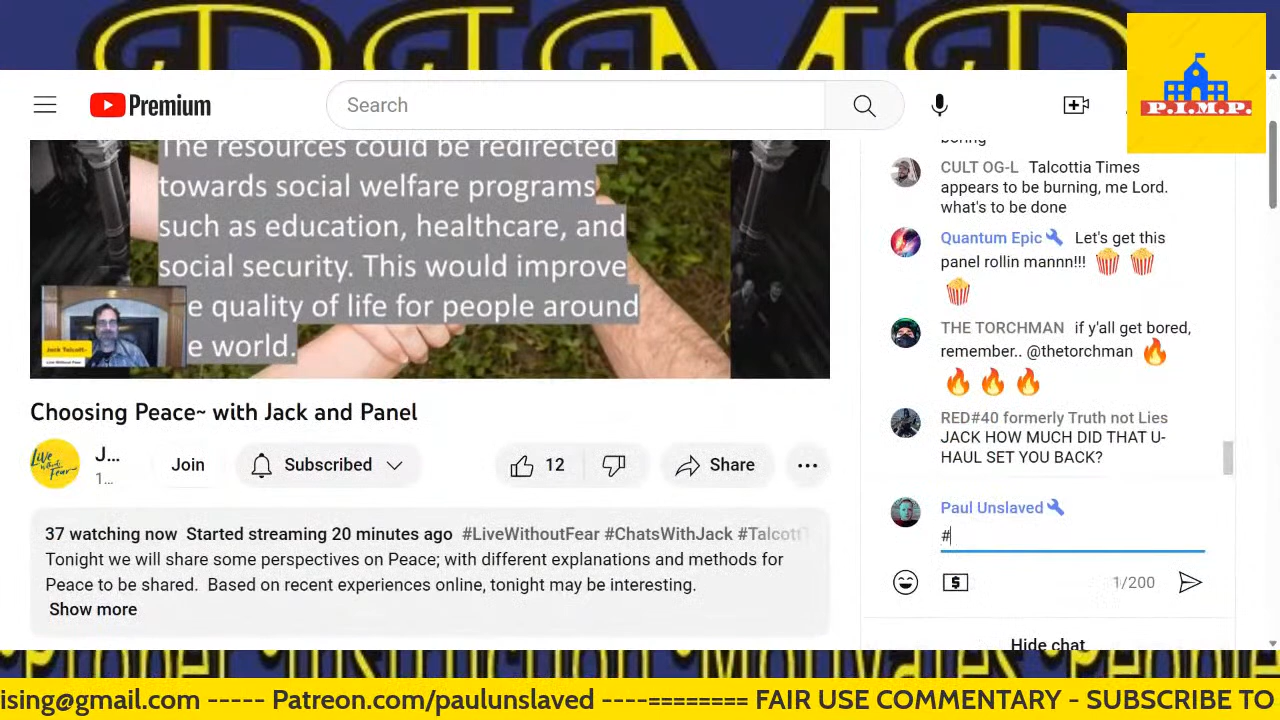 P.I.M.P.
Premium
Search
P.I.M.P.
The resources could be redirected
towards social welfare programs
such as education, healthcare, and
social security. This would improve
e quality of life for people around
e world.
Jack Talcott-
Live Without Fear
Choosing Peace~ with Jack and Panel
Live Without Fear
J...
1...
Join
Subscribed
12
Share
37 watching now Started streaming 20 minutes ago #LiveWithoutFear #ChatsWithJack #Talcott
Tonight we will share some perspectives on Peace; with different explanations and methods for
Peace to be shared. Based on recent experiences online, tonight may be interesting.
Show more
boring
CULT OG-L Talcottia Times
appears to be burning, me Lord.
what's to be done
Quantum Epic Let's get this
panel rollin mannn!!!
THE TORCHMAN if y'all get bored,
remember.. @thetorchman
RED#40 formerly Truth not Lies
JACK HOW MUCH DID THAT U-
HAUL SET YOU BACK?
Paul Unslaved
#
1/200
Hide chat
Proper Instruction Motivates People
ising@gmail.com ----- Patreon.com/paulunslaved ----======== FAIR USE COMMENTARY - SUBSCRIBE TO